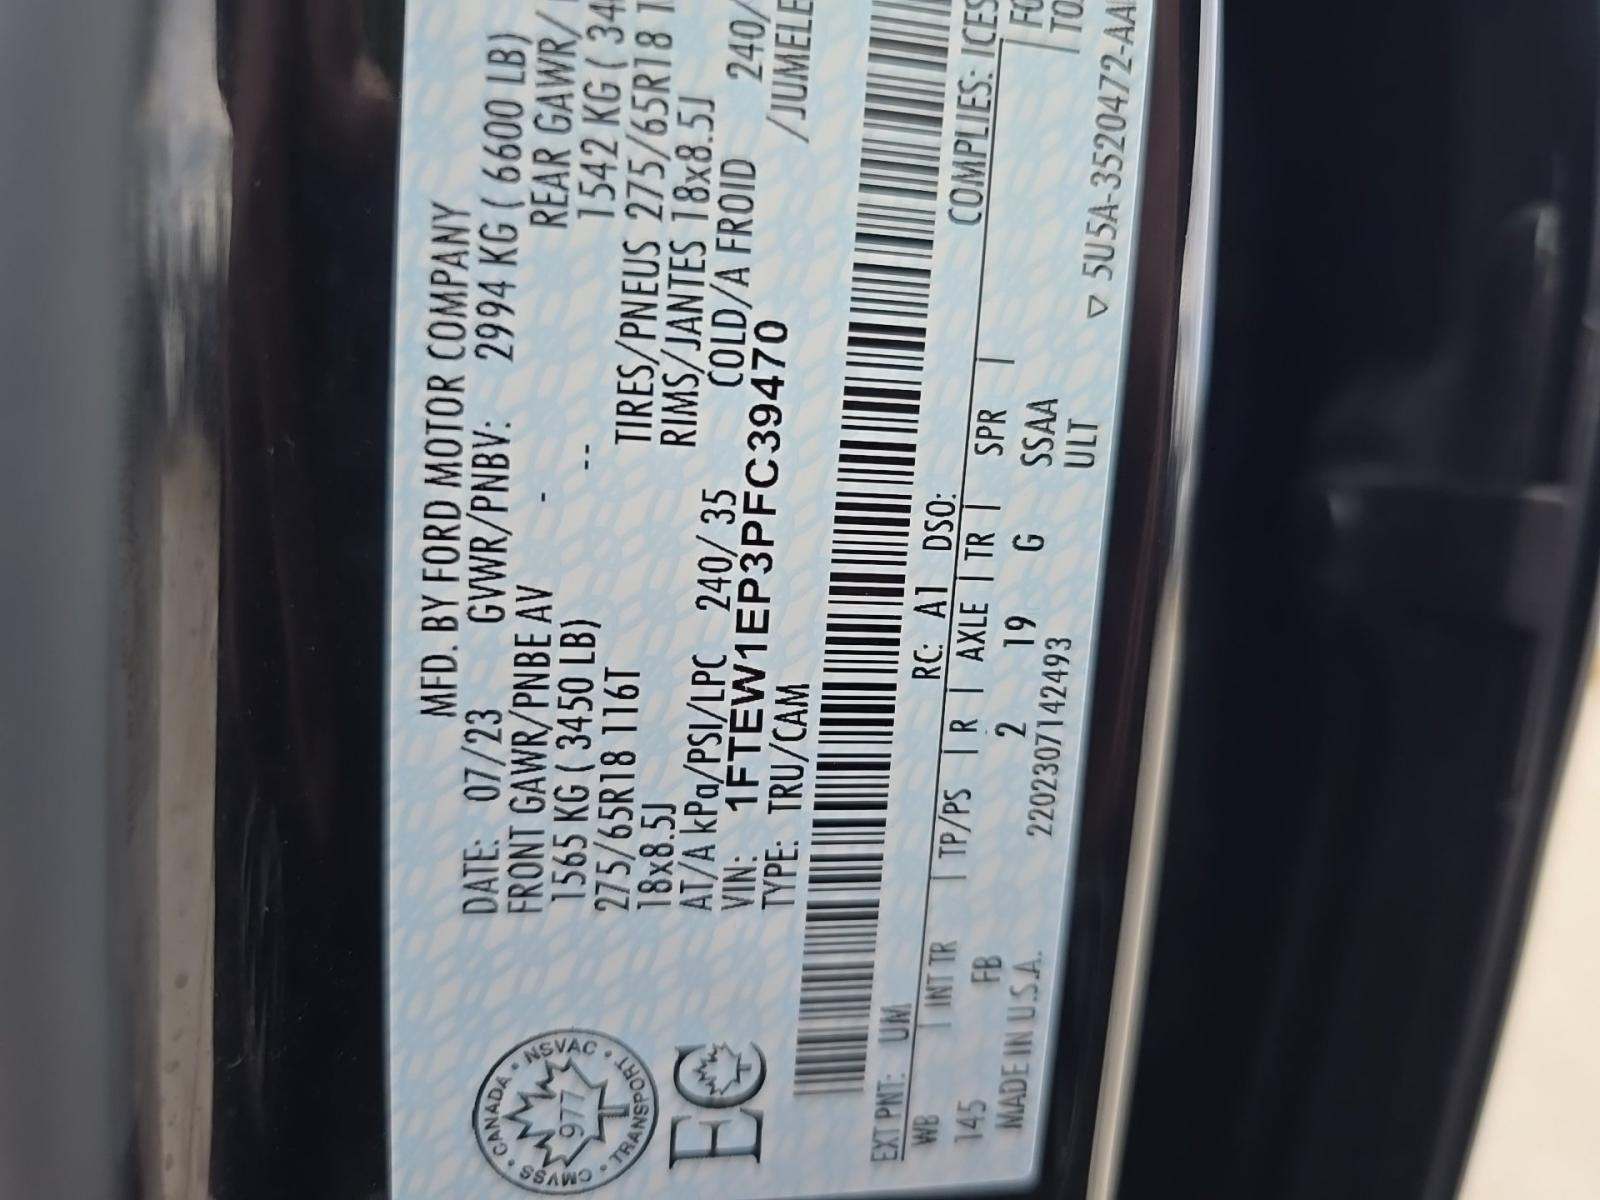 MFD. BY FORD MOTOR COMPANY
DATE: 07/23 GVWR/PNBV: 2994 KG ( 6600 LB)
FRONT GAWR/PNBE AV - REAR GAWR/
1565 KG ( 3450 LB) -- 1542 KG ( 34
275/65R18 116T TIRES/PNEUS 275/65R18 1
18x8.5J RIMS/JANTES 18x8.5J
AT/A kPa/PSI/LPC 240/ 35 COLD/A FROID 240/
VIN: 1FTEW1EP3PFC39470 /JUMELE
TYPE: TRU/CAM
CANADA • NSVAC • TRANSPORT • CMVSS •
977
EC
EXT PNT: UM RC: A1 DSO: COMPLIES: ICES
WB | INT TR | TP/PS | R | AXLE | TR | SPR | | FO
145 FB 2 19 G SSAA TO
MADE IN U.S.A. 2202307142493 ULT
▽ 5U5A-3520472-AA